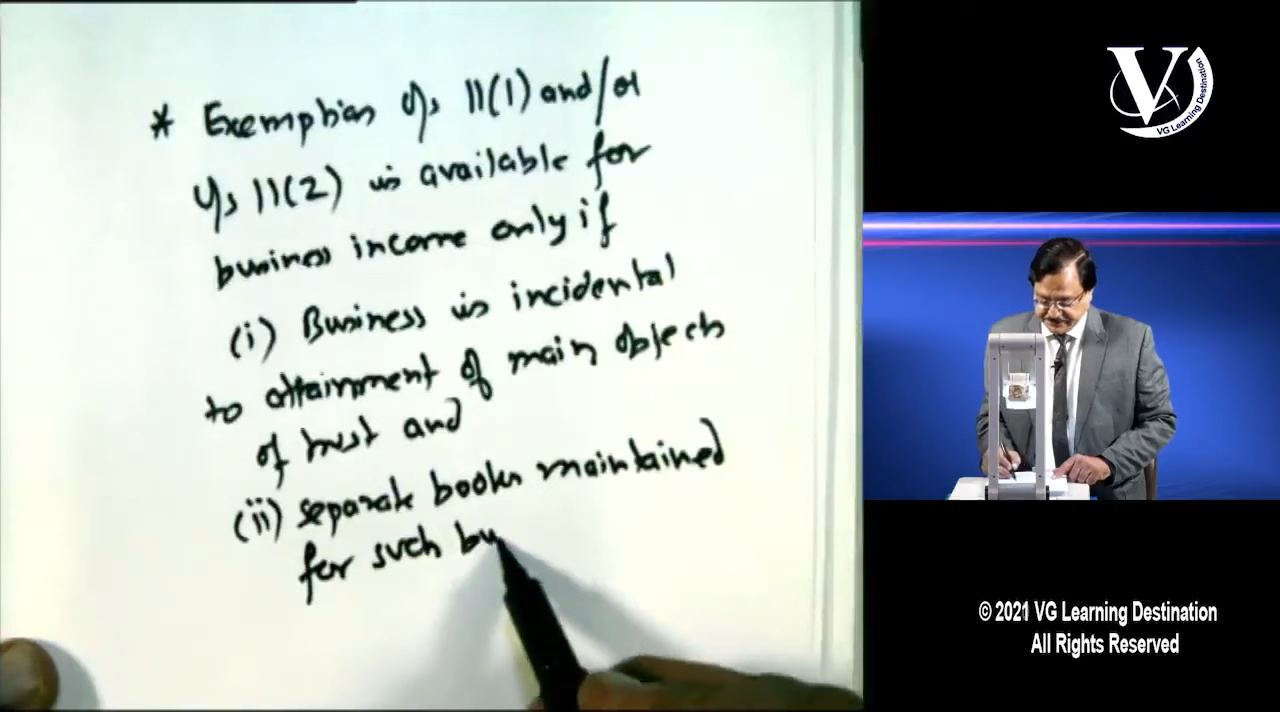 * Exemption u/s 11(1) and/or
u/s 11(2) is available for
business income only if
(i) Business is incidental
to attainment of main objects
of trust and
(ii) separate books maintained
for such bu
V
VG Learning Destination
© 2021 VG Learning Destination
All Rights Reserved